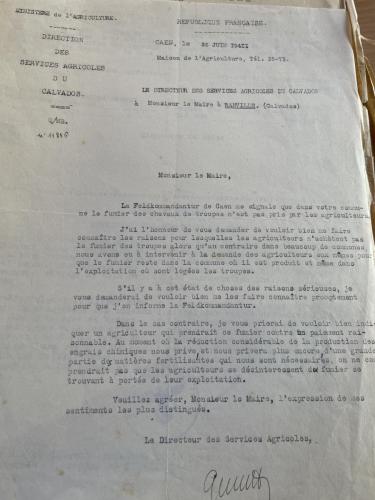 MINISTERE de l'AGRICULTURE.
REPUBLIQUE FRANÇAISE.
DIRECTION
DES
SERVICES AGRICOLES
DU
CALVADOS.
CAEN, le JUIN
Maison de l'Agriculture, Tél.
LE DIRECTEUR DES SERVICES AGRICOLES DU CALVADOS
à Monsieur le Maire à RANVILLE. (Calvados)
Monsieur le Maire,
La Feldkommandantur de Caen me signale que dans votre commu-
ne le fumier des chevaux de troupes n'est pas pris par les agriculteurs.
J'ai l'honneur de vous demander de vouloir bien me faire
connaître les raisons pour lesquelles les agriculteurs n'achètent pas
le fumier des troupes alors qu'au contraire dans beaucoup de communes,
nous avons eu à intervenir à la demande des agriculteurs eux mêmes pour
que le fumier reste dans la commune où il est produit et même dans
l'exploitation où sont logées les troupes.
S'il y a à cet état de choses des raisons sérieuses, je
vous demanderai de vouloir bien me les faire connaître promptement
pour que j'en informe la Feldkommandantur.
Dans le cas contraire, je vous prierai de vouloir bien indi-
quer un agriculteur qui prendrait ce fumier contre un paiement rai-
sonnable. Au moment où la réduction considérable de la production des
engrais chimiques nous prive et nous privera plus encore d'une grande
partie de matières fertilisantes qui nous sont nécessaires, on ne com
prendrait pas que les agriculteurs se désintéressent du fumier se
trouvant à portée de leur exploitation.
Veuillez agréer, Monsieur le Maire, l'expression de mes
sentiments les plus distingués.
Le Directeur des Services Agricoles,